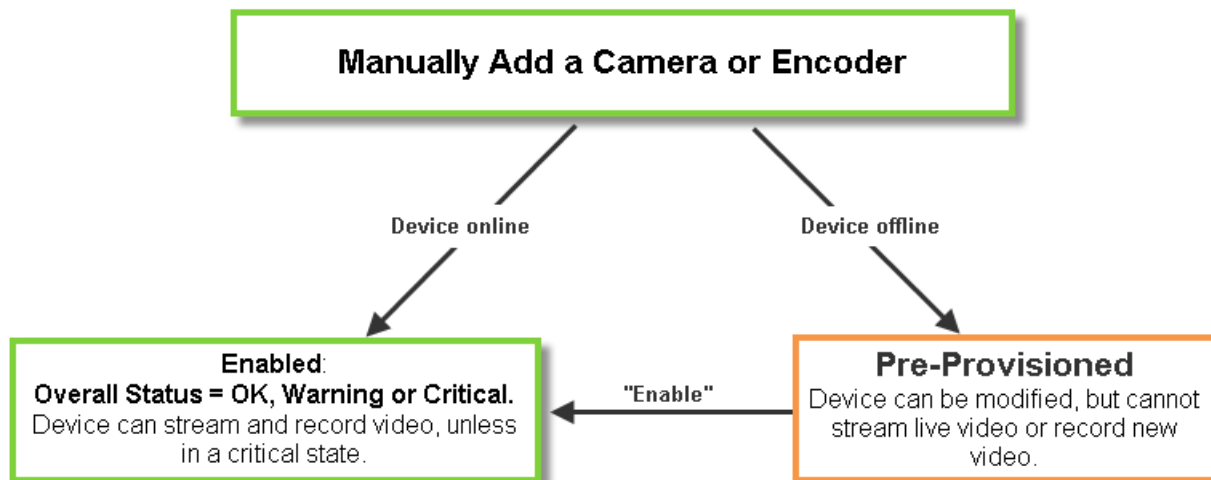 Manually Add a Camera or Encoder
Device online
Device offline
Enabled:
Overall Status = OK, Warning or Critical.
Device can stream and record video, unless
in a critical state.
"Enable"
Pre-Provisioned
Device can be modified, but cannot
stream live video or record new
video.